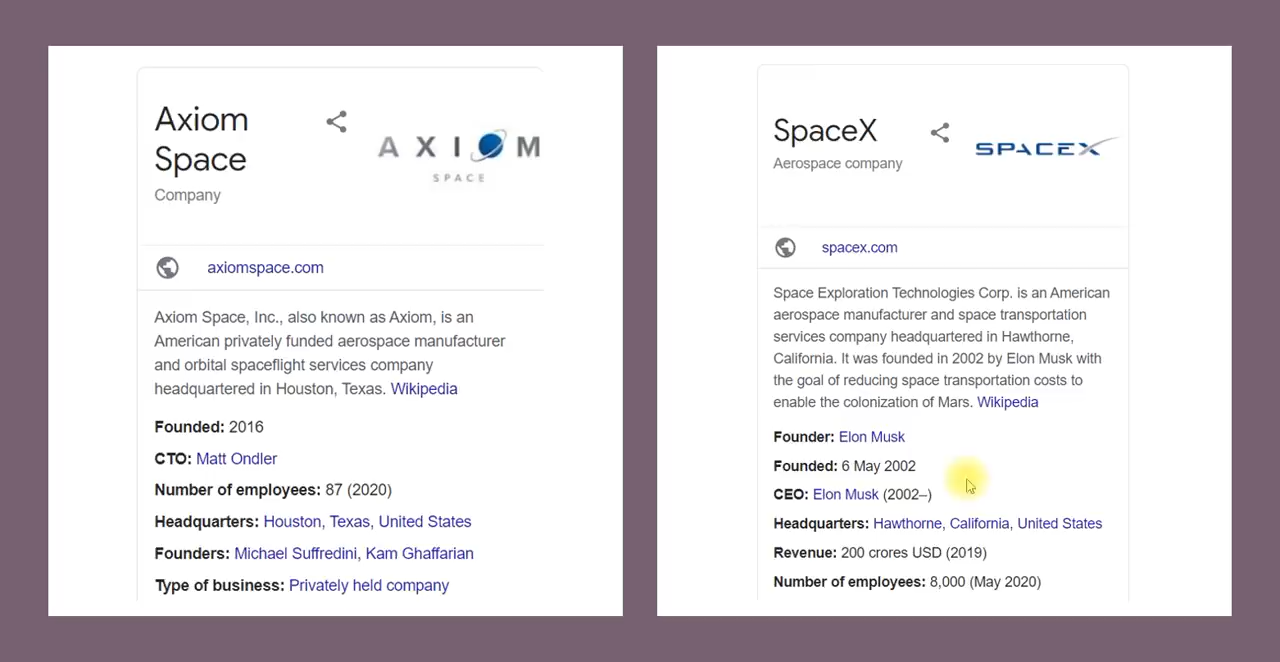 Axiom
Space
Company
AXIOM
SPACE
axiomspace.com
Axiom Space, Inc., also known as Axiom, is an
American privately funded aerospace manufacturer
and orbital spaceflight services company
headquartered in Houston, Texas. Wikipedia
Founded: 2016
CTO: Matt Ondler
Number of employees: 87 (2020)
Headquarters: Houston, Texas, United States
Founders: Michael Suffredini, Kam Ghaffarian
Type of business: Privately held company
SpaceX
Aerospace company
SPACEX
spacex.com
Space Exploration Technologies Corp. is an American
aerospace manufacturer and space transportation
services company headquartered in Hawthorne,
California. It was founded in 2002 by Elon Musk with
the goal of reducing space transportation costs to
enable the colonization of Mars. Wikipedia
Founder: Elon Musk
Founded: 6 May 2002
CEO: Elon Musk (2002–)
Headquarters: Hawthorne, California, United States
Revenue: 200 crores USD (2019)
Number of employees: 8,000 (May 2020)